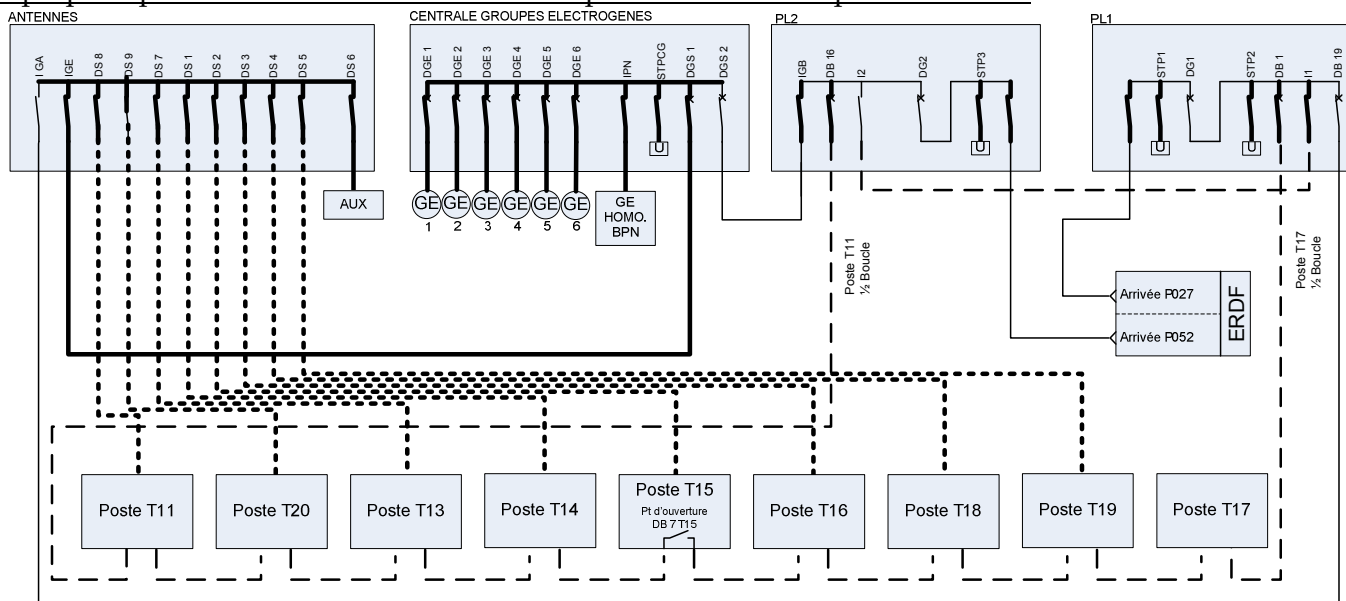 ANTENNES
CENTRALE GROUPES ELECTROGENES
PL2
PL1
I GA
IGE
DS 8
DS 9
DS 7
DS 1
DS 2
DS 3
DS 4
DS 5
DS 6
DGE 1
DGE 2
DGE 3
DGE 4
DGE 5
DGE 6
IPN
STPCG
DGS 1
DGS 2
IGB
DB 16
I2
DG2
STP3
STP1
DG1
STP2
DB 1
I1
DB 19
AUX
GE
1
GE
2
GE
3
GE
4
GE
5
GE
6
GE
HOMO.
BPN
Poste T11
½ Boucle
Poste T17
½ Boucle
Arrivée P027
Arrivée P052
ERDF
Poste T11
Poste T20
Poste T13
Poste T14
Poste T15
Pt d'ouverture
DB 7 T15
Poste T16
Poste T18
Poste T19
Poste T17